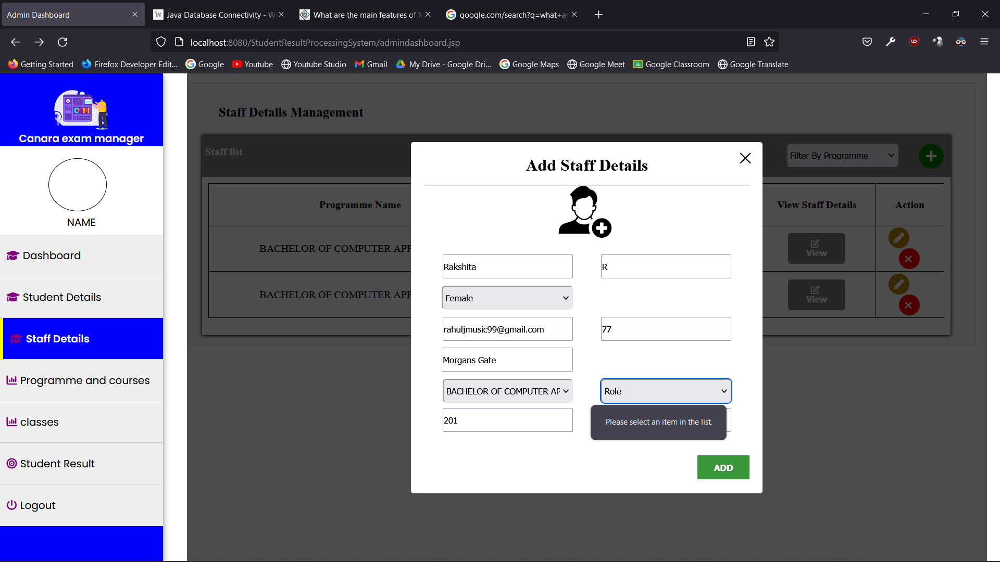 Admin Dashboard
Java Database Connectivity - W
What are the main features of M
google.com/search?q=what+ar
localhost:8080/StudentResultProcessingSystem/admindashboard.jsp
Getting Started
Firefox Developer Edit...
Google
Youtube
Youtube Studio
Gmail
My Drive - Google Dri...
Google Maps
Google Meet
Google Classroom
Google Translate
Canara exam manager
NAME
Dashboard
Student Details
Staff Details
Programme and courses
classes
Student Result
Logout
Staff Details Management
Staff list
Filter By Programme
Programme Name
View Staff Details
Action
BACHELOR OF COMPUTER APP
View
BACHELOR OF COMPUTER APP
View
Add Staff Details
Rakshita
R
Female
rahuljmusic99@gmail.com
77
Morgans Gate
BACHELOR OF COMPUTER AP
Role
201
Please select an item in the list.
ADD